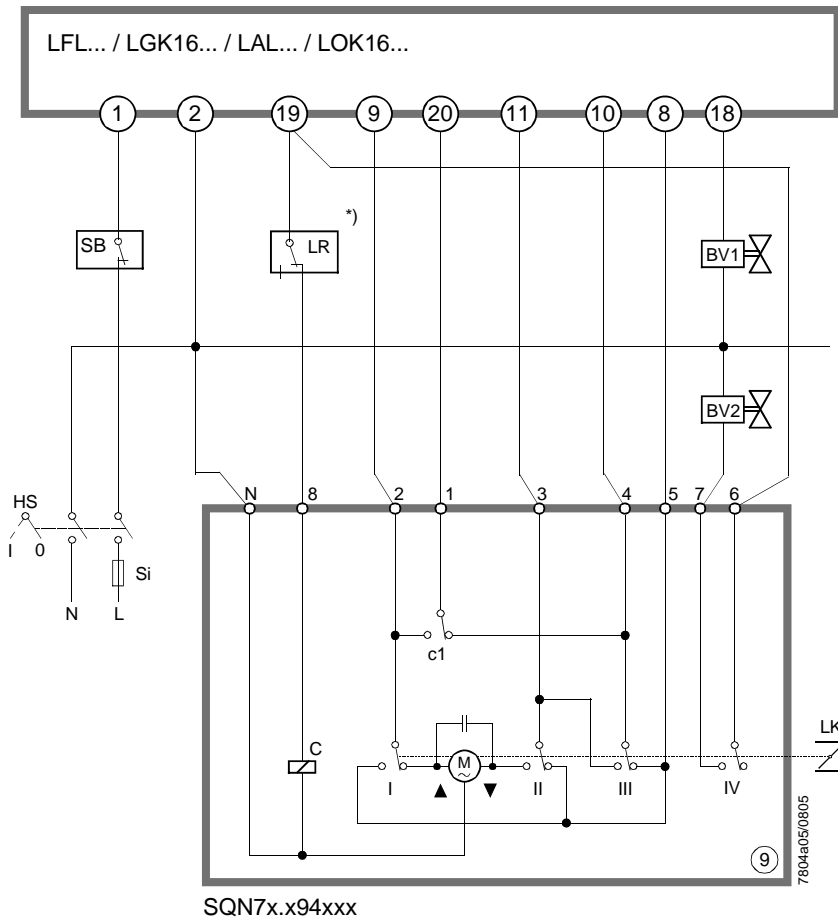 LFL... / LGK16... / LAL... / LOK16...
1 2 19 9 20 11 10 8 18
*)
SB LR BV1
BV2
HS N 8 2 1 3 4 5 7 6
I 0
Si
N L
c1
C M LK
~
I II III IV
9
7804a05/0805
SQN7x.x94xxx